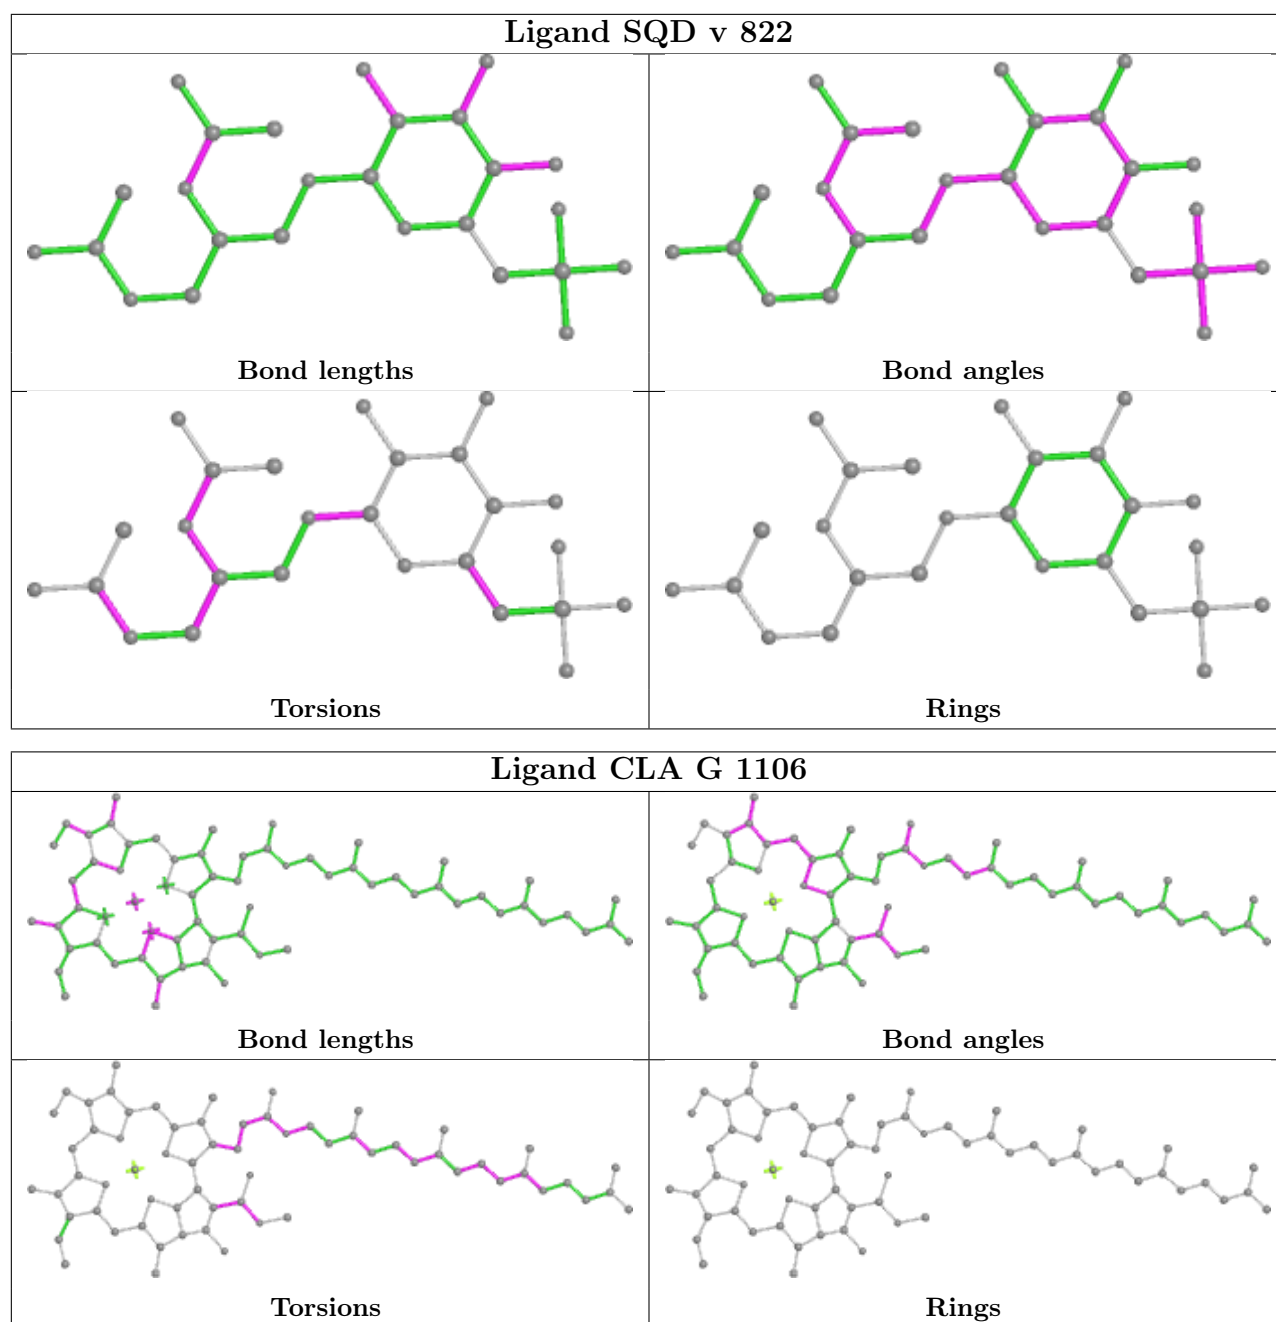 Ligand SQD v 822
Bond lengths
Bond angles
Torsions
Rings
Ligand CLA G 1106
Bond lengths
Bond angles
Torsions
Rings